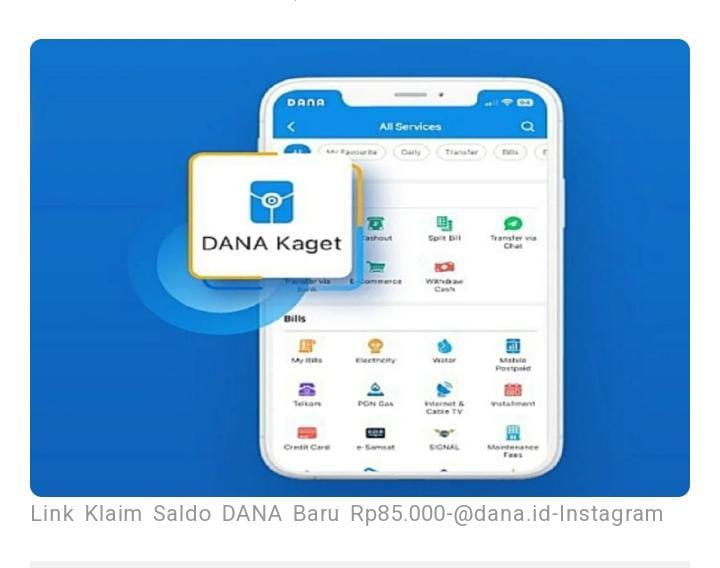 DANA
94
All Services
All My Favourite Daily Transfer Bills E
DANA Kaget
Cashout Split Bill Transfer via
Chat
Transfer via E-Commerce Withdraw
Bank Cash
Bills
My Bills Electricity Water Mobile
Postpaid
Telkom PGN Gas Internet & Installment
Cable TV
Credit Card e-Samsat SIGNAL Maintenance
Fees
Link Klaim Saldo DANA Baru Rp85.000-@dana.id-Instagram